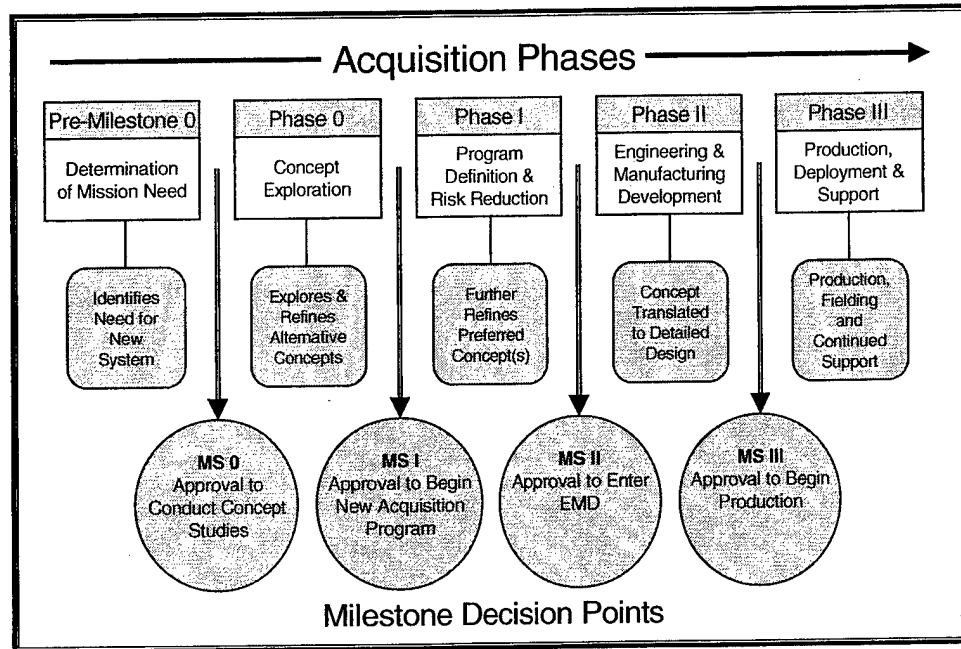 Acquisition Phases
Pre-Milestone 0
Determination
of Mission Need
Identifies
Need for
New
System
Phase 0
Concept
Exploration
Explores &
Refines
Alternative
Concepts
Phase I
Program
Definition &
Risk Reduction
Further
Refines
Preferred
Concept(s)
Phase II
Engineering &
Manufacturing
Development
Concept
Translated
to Detailed
Design
Phase III
Production,
Deployment &
Support
Production,
Fielding
and
Continued
Support
MS 0
Approval to
Conduct Concept
Studies
MS I
Approval to Begin
New Acquisition
Program
MS II
Approval to Enter
EMD
MS III
Approval to Begin
Production
Milestone Decision Points